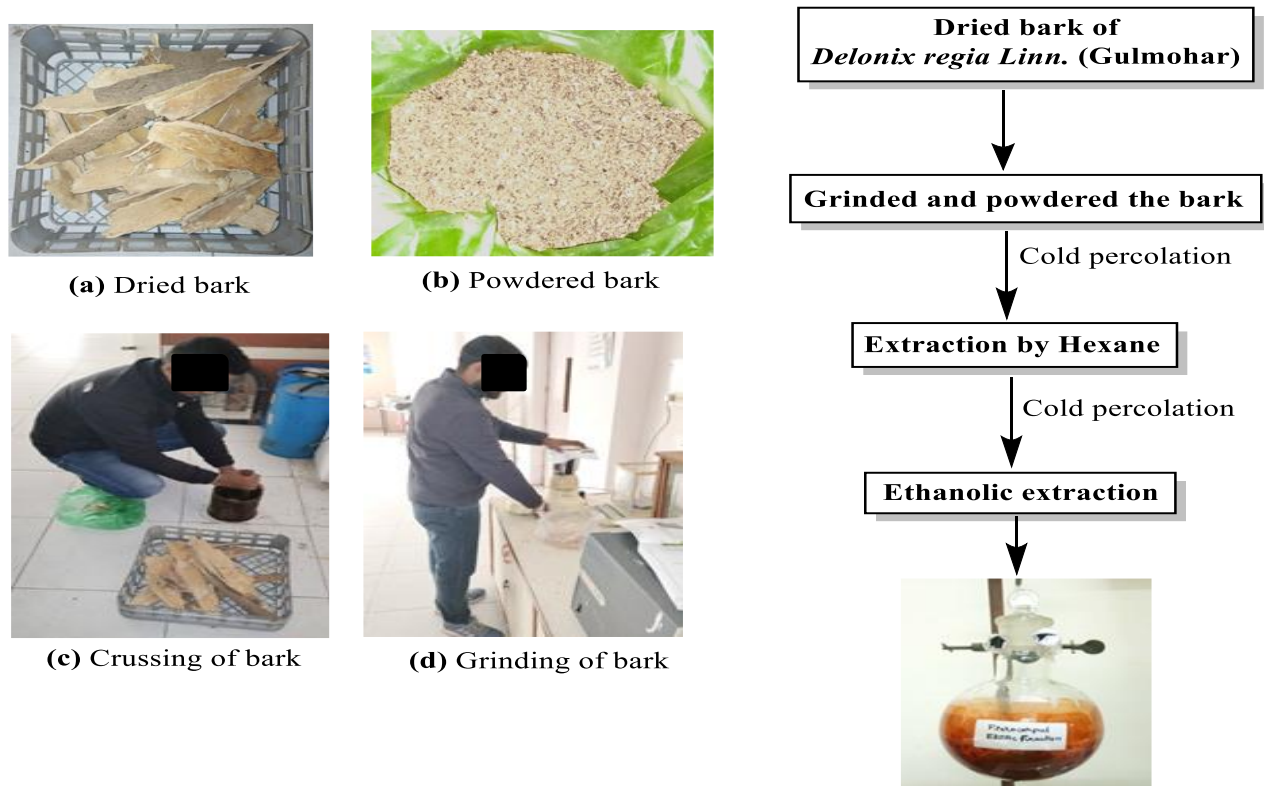 (a) Dried bark
(b) Powdered bark
(c) Crussing of bark
(d) Grinding of bark
Dried bark of
Delonix regia Linn. (Gulmohar)
Grinded and powdered the bark
Cold percolation
Extraction by Hexane
Cold percolation
Ethanolic extraction